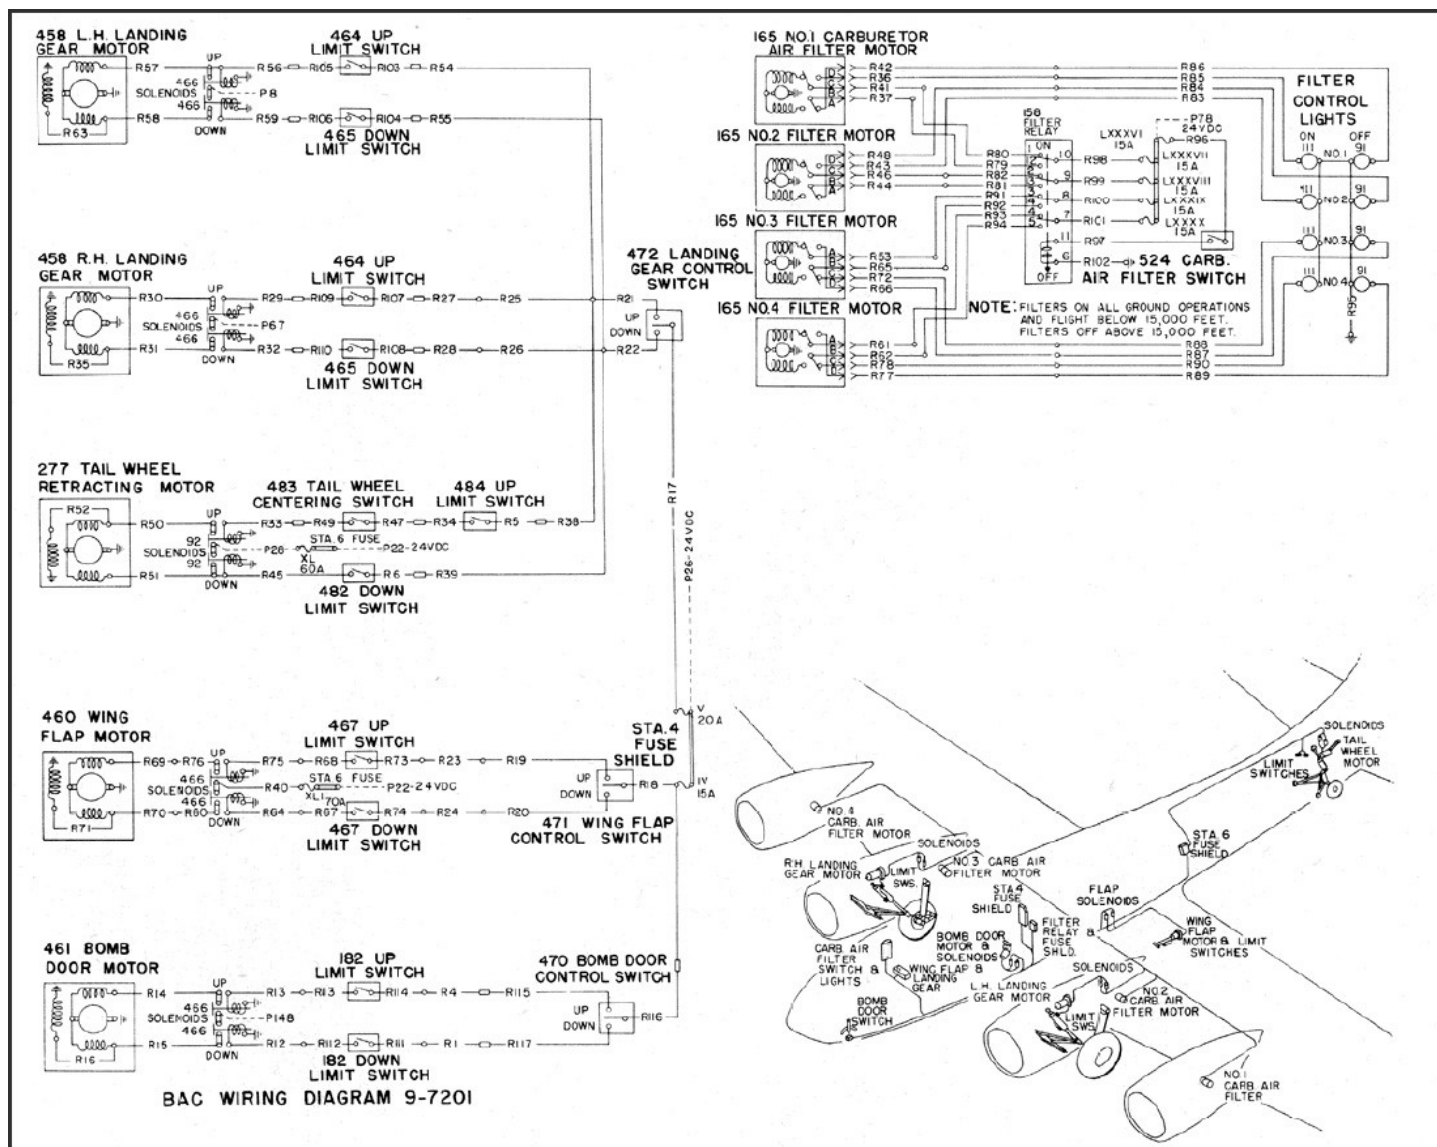 458 L.H. LANDING
GEAR MOTOR
464 UP
LIMIT SWITCH
UP
R57
466
SOLENOIDS
466
P8
R56
R105
R103
R54
R63
R58
DOWN
R59
R106
R104
R55
465 DOWN
LIMIT SWITCH
458 R.H. LANDING
GEAR MOTOR
464 UP
LIMIT SWITCH
UP
R30
466
SOLENOIDS
466
P67
R29
R109
R107
R27
R25
R35
R31
DOWN
R32
R110
R108
R28
R26
465 DOWN
LIMIT SWITCH
472 LANDING
GEAR CONTROL
SWITCH
R21
UP
DOWN
R22
R17
P26-24VDC
277 TAIL WHEEL
RETRACTING MOTOR
483 TAIL WHEEL
CENTERING SWITCH
484 UP
LIMIT SWITCH
R52
R50
UP
R33
R49
R47
R34
R5
R38
92
SOLENOIDS
92
P28
STA.6 FUSE
XL
60A
P22-24VDC
R51
DOWN
R45
R6
R39
482 DOWN
LIMIT SWITCH
460 WING
FLAP MOTOR
467 UP
LIMIT SWITCH
STA.4
FUSE
SHIELD
V
20A
UP
R69
R76
R75
R68
R73
R23
R19
466
SOLENOIDS
466
R40
STA 6 FUSE
XLI
70A
P22-24VDC
UP
DOWN
R18
IV
15A
R71
R70
R60
DOWN
R64
R67
R74
R24
R20
467 DOWN
LIMIT SWITCH
471 WING FLAP
CONTROL SWITCH
461 BOMB
DOOR MOTOR
182 UP
LIMIT SWITCH
470 BOMB DOOR
CONTROL SWITCH
R14
UP
R13
R113
R114
R4
R115
466
SOLENOIDS
466
P148
UP
DOWN
R116
R16
R15
DOWN
R12
R112
R111
R1
R117
182 DOWN
LIMIT SWITCH
BAC WIRING DIAGRAM 9-7201
165 NO.1 CARBURETOR
AIR FILTER MOTOR
D
C
B
A
R42
R36
R41
R37
R86
R85
R84
R83
FILTER
CONTROL
LIGHTS
ON
OFF
111
NO.1
91
111
NO.2
91
111
NO.3
91
111
NO.4
91
R95
165 NO.2 FILTER MOTOR
D
C
B
A
R48
R43
R46
R44
158
FILTER
RELAY
ON
R80
R79
R82
R81
R91
R92
R93
R94
1
2
3
4
5
10
9
8
7
11
6
OFF
R98
R99
R100
R101
R97
R102
LXXXVI
15A
P78
24VDC
R96
LXXXVII
15A
LXXXVIII
15A
LXXXIX
15A
LXXXX
15A
524 CARB.
AIR FILTER SWITCH
165 NO.3 FILTER MOTOR
A
B
C
D
R53
R65
R72
R66
165 NO.4 FILTER MOTOR
A
B
C
D
R61
R62
R78
R77
NOTE: FILTERS ON ALL GROUND OPERATIONS
AND FLIGHT BELOW 15,000 FEET.
FILTERS OFF ABOVE 15,000 FEET.
R88
R87
R90
R89
SOLENOIDS
TAIL
WHEEL
MOTOR
LIMIT
SWITCHES
NO.4
CARB. AIR
FILTER MOTOR
STA.6
FUSE
SHIELD
SOLENOIDS
R.H. LANDING
GEAR MOTOR
LIMIT
SWS.
NO.3 CARB AIR
FILTER MOTOR
STA.4
FUSE
SHIELD
FLAP
SOLENOIDS
FILTER
RELAY &
FUSE
SHLD.
WING
FLAP
MOTOR & LIMIT
SWITCHES
CARB. AIR
FILTER
SWITCH &
LIGHTS
BOMB DOOR
MOTOR &
SOLENOIDS
WING FLAP &
LANDING
GEAR
SOLENOIDS
L.H. LANDING
GEAR MOTOR
NO.2
CARB. AIR
FILTER MOTOR
BOMB
DOOR
SWITCH
LIMIT
SWS
NO.1
CARB. AIR
FILTER